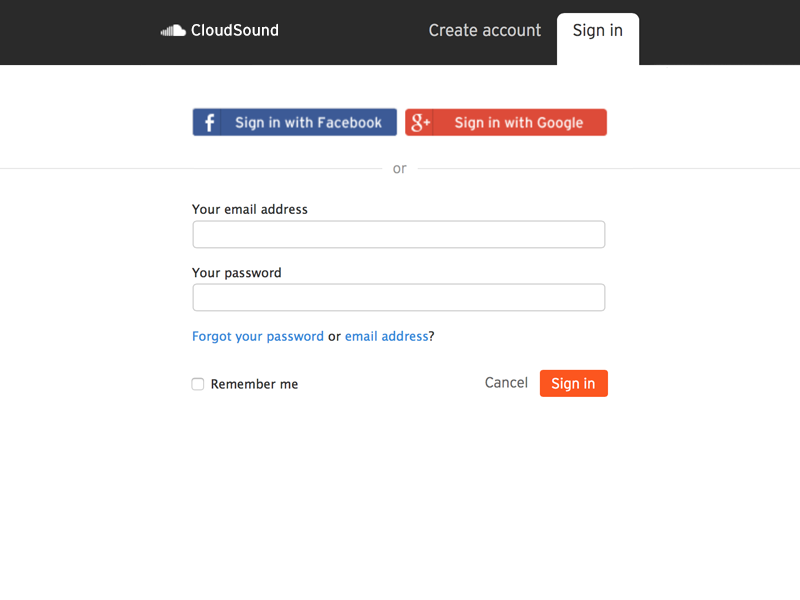 CloudSound
Create account
Sign in
f Sign in with Facebook
g+ Sign in with Google
or
Your email address
Your password
Forgot your password or email address?
Remember me
Cancel
Sign in